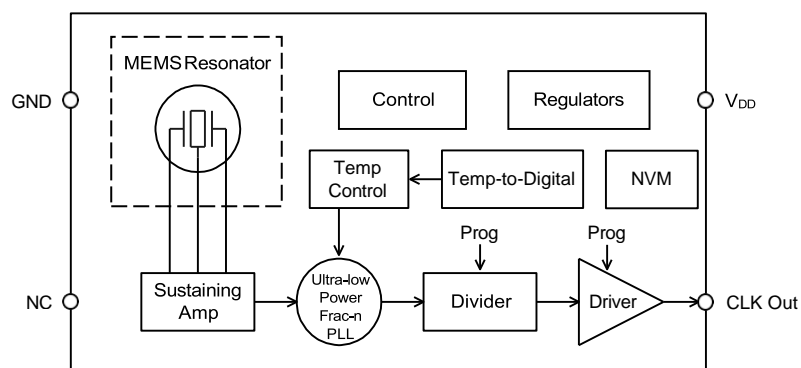 MEMS Resonator
GND
Control
Regulators
VDD
Temp
Control
Temp-to-Digital
NVM
Prog
Prog
NC
Sustaining
Amp
Ultra-low
Power
Frac-n
PLL
Divider
Driver
CLK Out